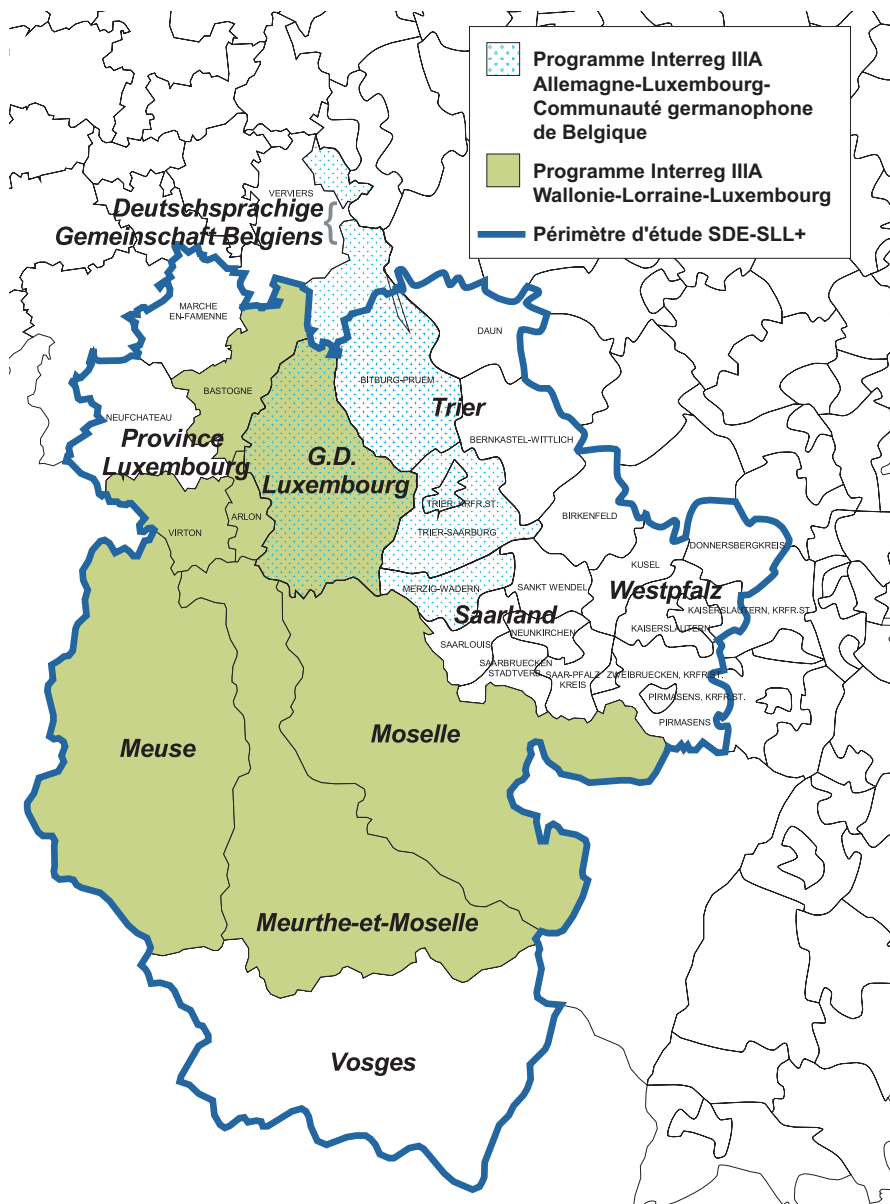 Programme Interreg IIIA
Allemagne-Luxembourg-
Communauté germanophone
de Belgique
Programme Interreg IIIA
Wallonie-Lorraine-Luxembourg
Périmètre d'étude SDE-SLL+
VERVIERS
Deutschsprachige
Gemeinschaft Belgiens
MARCHE
EN-FAMENNE
DAUN
BASTOGNE
BITBURG-PRUEM
Trier
NEUFCHATEAU
Province
Luxembourg
BERNKASTEL-WITTLICH
G.D.
Luxembourg
TRIER, KRFR.ST.
VIRTON
ARLON
TRIER-SAARBURG
BIRKENFELD
DONNERSBERGKREIS
KUSEL
MERZIG-WADERN
SANKT WENDEL
Westpfalz
Saarland
KAISERSLAUTERN, KRFR.ST.
KAISERSLAUTERN
NEUNKIRCHEN
SAARLOUIS
SAARBRUECKEN
STADTVERB.
SAAR-PFALZ
KREIS
ZWEIBRUECKEN, KRFR.ST.
PIRMASENS, KRFR.ST.
PIRMASENS
Moselle
Meuse
Meurthe-et-Moselle
Vosges